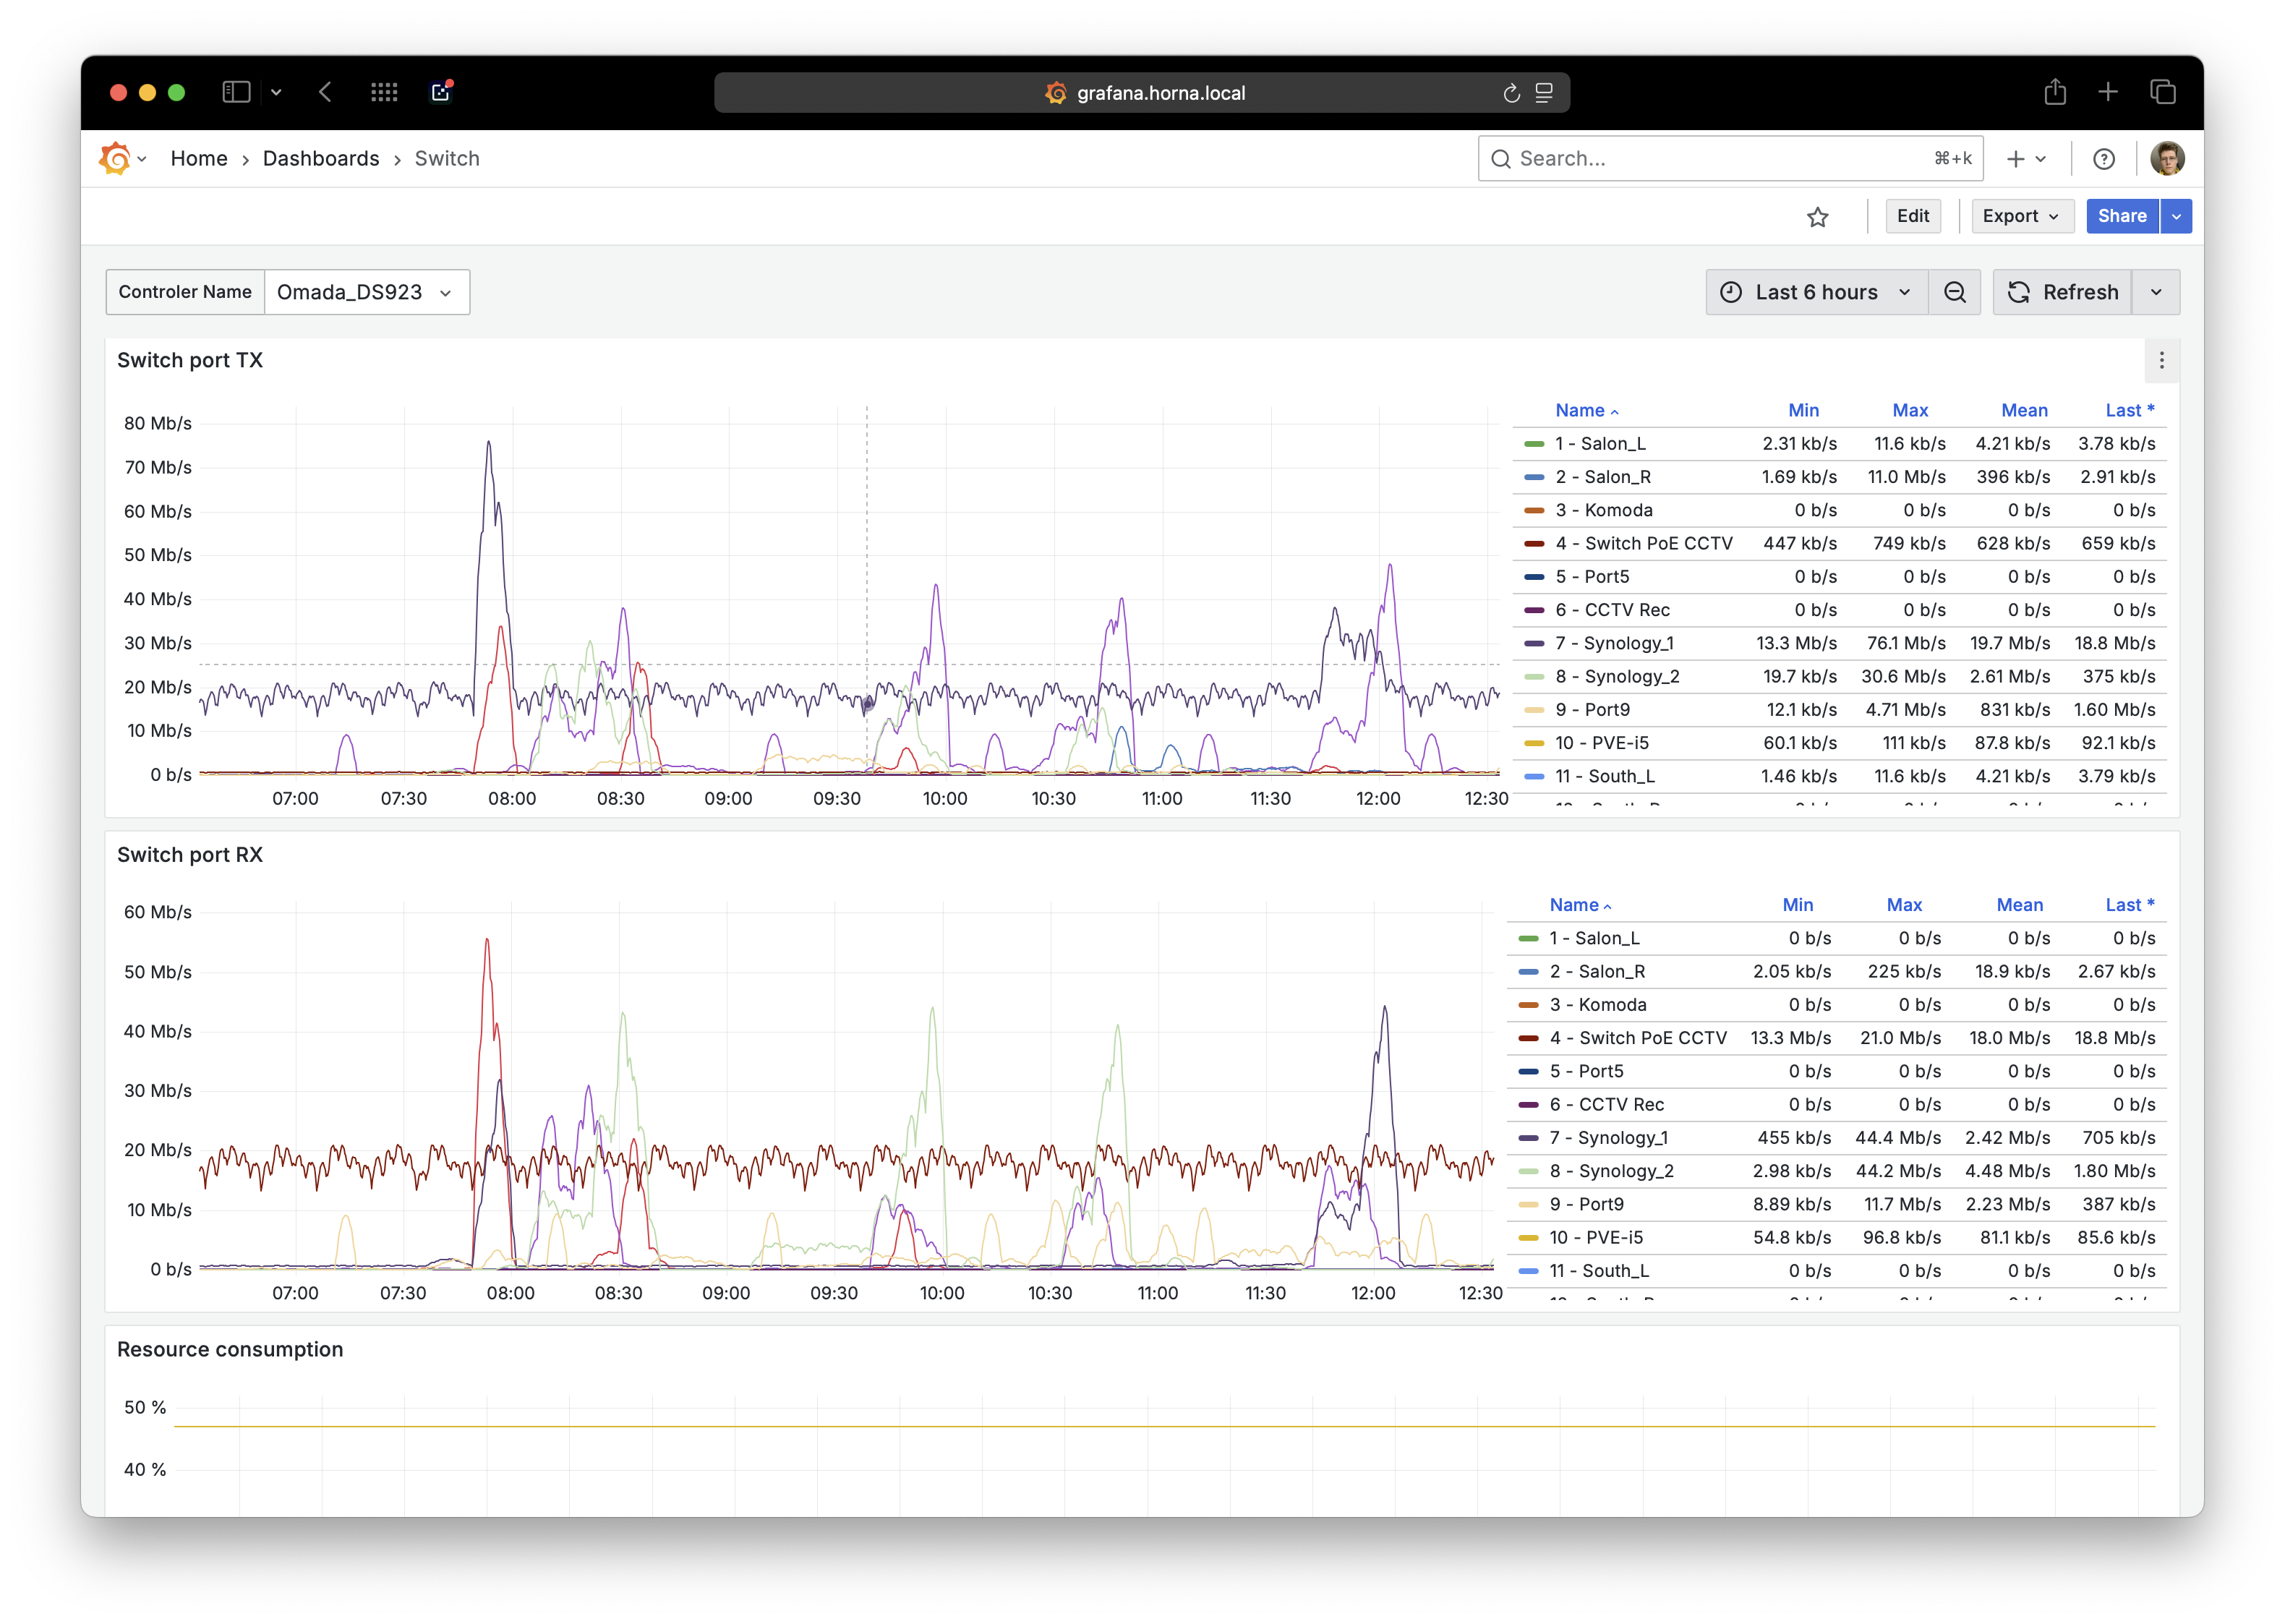 grafana.horna.local
Home > Dashboards > Switch
Search... ⌘+k
Edit Export Share
Controler Name Omada_DS923
Last 6 hours Refresh
Switch port TX
Name Min Max Mean Last *
1 - Salon_L 2.31 kb/s 11.6 kb/s 4.21 kb/s 3.78 kb/s
2 - Salon_R 1.69 kb/s 11.0 Mb/s 396 kb/s 2.91 kb/s
3 - Komoda 0 b/s 0 b/s 0 b/s 0 b/s
4 - Switch PoE CCTV 447 kb/s 749 kb/s 628 kb/s 659 kb/s
5 - Port5 0 b/s 0 b/s 0 b/s 0 b/s
6 - CCTV Rec 0 b/s 0 b/s 0 b/s 0 b/s
7 - Synology_1 13.3 Mb/s 76.1 Mb/s 19.7 Mb/s 18.8 Mb/s
8 - Synology_2 19.7 kb/s 30.6 Mb/s 2.61 Mb/s 375 kb/s
9 - Port9 12.1 kb/s 4.71 Mb/s 831 kb/s 1.60 Mb/s
10 - PVE-i5 60.1 kb/s 111 kb/s 87.8 kb/s 92.1 kb/s
11 - South_L 1.46 kb/s 11.6 kb/s 4.21 kb/s 3.79 kb/s
80 Mb/s
70 Mb/s
60 Mb/s
50 Mb/s
40 Mb/s
30 Mb/s
20 Mb/s
10 Mb/s
0 b/s
07:00 07:30 08:00 08:30 09:00 09:30 10:00 10:30 11:00 11:30 12:00 12:30
Switch port RX
Name Min Max Mean Last *
1 - Salon_L 0 b/s 0 b/s 0 b/s 0 b/s
2 - Salon_R 2.05 kb/s 225 kb/s 18.9 kb/s 2.67 kb/s
3 - Komoda 0 b/s 0 b/s 0 b/s 0 b/s
4 - Switch PoE CCTV 13.3 Mb/s 21.0 Mb/s 18.0 Mb/s 18.8 Mb/s
5 - Port5 0 b/s 0 b/s 0 b/s 0 b/s
6 - CCTV Rec 0 b/s 0 b/s 0 b/s 0 b/s
7 - Synology_1 455 kb/s 44.4 Mb/s 2.42 Mb/s 705 kb/s
8 - Synology_2 2.98 kb/s 44.2 Mb/s 4.48 Mb/s 1.80 Mb/s
9 - Port9 8.89 kb/s 11.7 Mb/s 2.23 Mb/s 387 kb/s
10 - PVE-i5 54.8 kb/s 96.8 kb/s 81.1 kb/s 85.6 kb/s
11 - South_L 0 b/s 0 b/s 0 b/s 0 b/s
60 Mb/s
50 Mb/s
40 Mb/s
30 Mb/s
20 Mb/s
10 Mb/s
0 b/s
07:00 07:30 08:00 08:30 09:00 09:30 10:00 10:30 11:00 11:30 12:00 12:30
Resource consumption
50 %
40 %